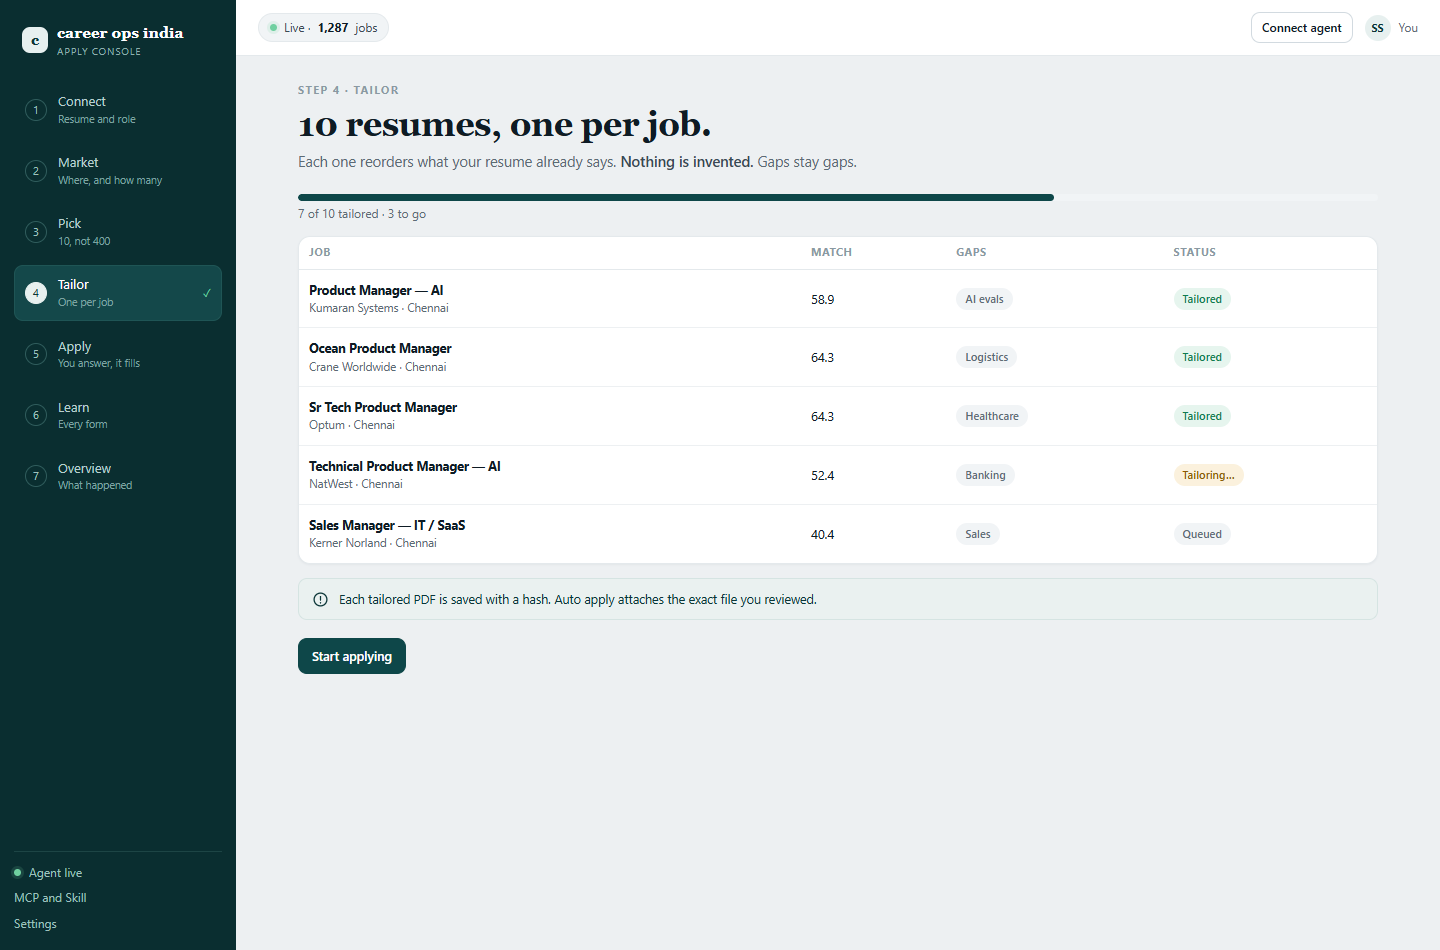 c
career ops india
APPLY CONSOLE
1
Connect
Resume and role
2
Market
Where, and how many
3
Pick
10, not 400
4
Tailor
One per job
✓
5
Apply
You answer, it fills
6
Learn
Every form
7
Overview
What happened
Agent live
MCP and Skill
Settings
Live · 1,287 jobs
Connect agent
SS You
STEP 4 · TAILOR
10 resumes, one per job.
Each one reorders what your resume already says. Nothing is invented. Gaps stay gaps.
7 of 10 tailored · 3 to go
JOB MATCH GAPS STATUS
Product Manager — AI
Kumaran Systems · Chennai
58.9 AI evals Tailored
Ocean Product Manager
Crane Worldwide · Chennai
64.3 Logistics Tailored
Sr Tech Product Manager
Optum · Chennai
64.3 Healthcare Tailored
Technical Product Manager — AI
NatWest · Chennai
52.4 Banking Tailoring...
Sales Manager — IT / SaaS
Kerner Norland · Chennai
40.4 Sales Queued
Each tailored PDF is saved with a hash. Auto apply attaches the exact file you reviewed.
Start applying